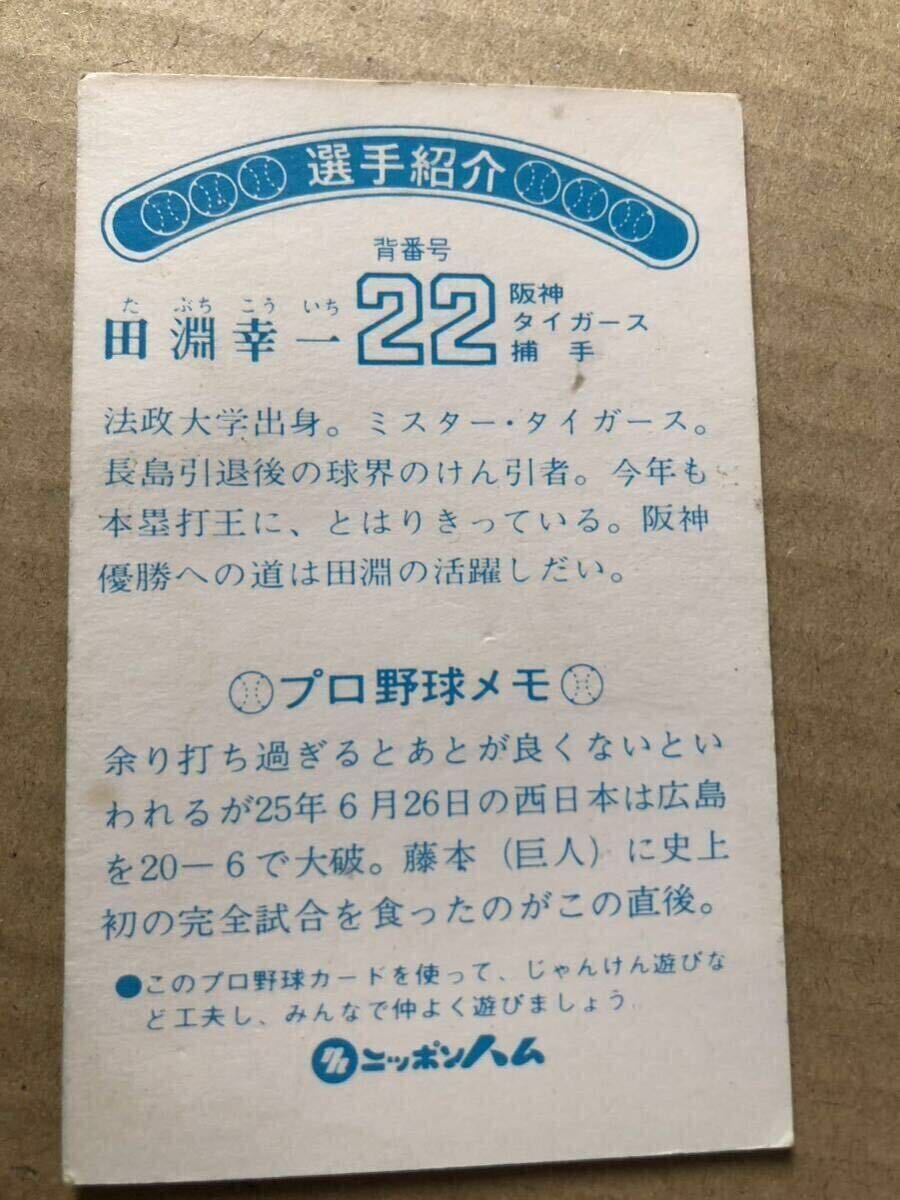 選手紹介
背番号
た ぶち こう いち
田淵幸一
22
阪神
タイガース
捕手
法政大学出身。ミスター・タイガース。
長島引退後の球界のけん引者。今年も
本塁打王に、とはりきっている。阪神
優勝への道は田淵の活躍しだい。
プロ野球メモ
余り打ち過ぎるとあとが良くないとい
われるが25年6月26日の西日本は広島
を20－6で大破。藤本（巨人）に史上
初の完全試合を食ったのがこの直後。
●このプロ野球カードを使って、じゃんけん遊びな
ど工夫し、みんなで仲よく遊びましょう。
ニッポンハム